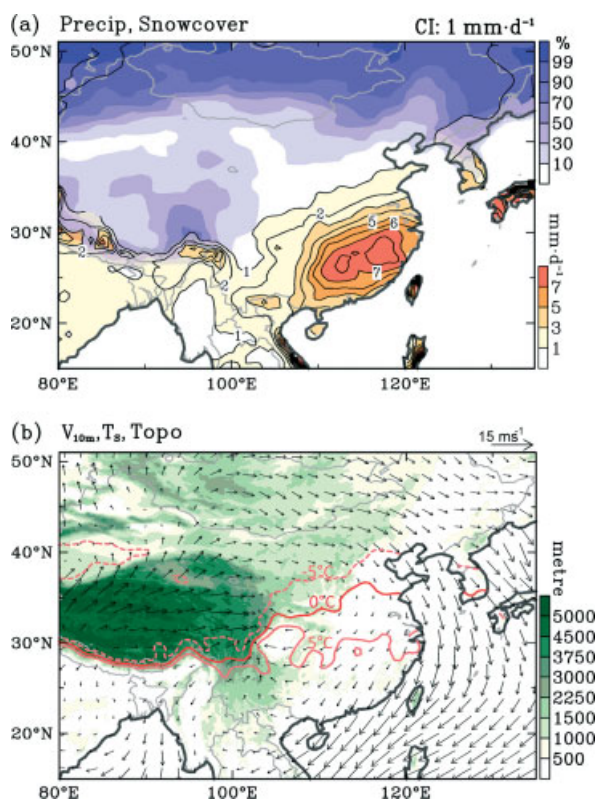 (a) Precip, Snowcover CI: 1 mm·d⁻¹
50°N
40°N
30°N
20°N
80°E 100°E 120°E
2
5
6
7
2
1
2
1
%
99
90
70
50
30
10
mm·d⁻¹
7
5
3
1
(b) V10m, Ts, Topo 15 ms⁻¹
50°N
40°N
30°N
20°N
80°E 100°E 120°E
5°C
0°C
5°C
metre
5000
4500
3750
3000
2250
1500
1000
500